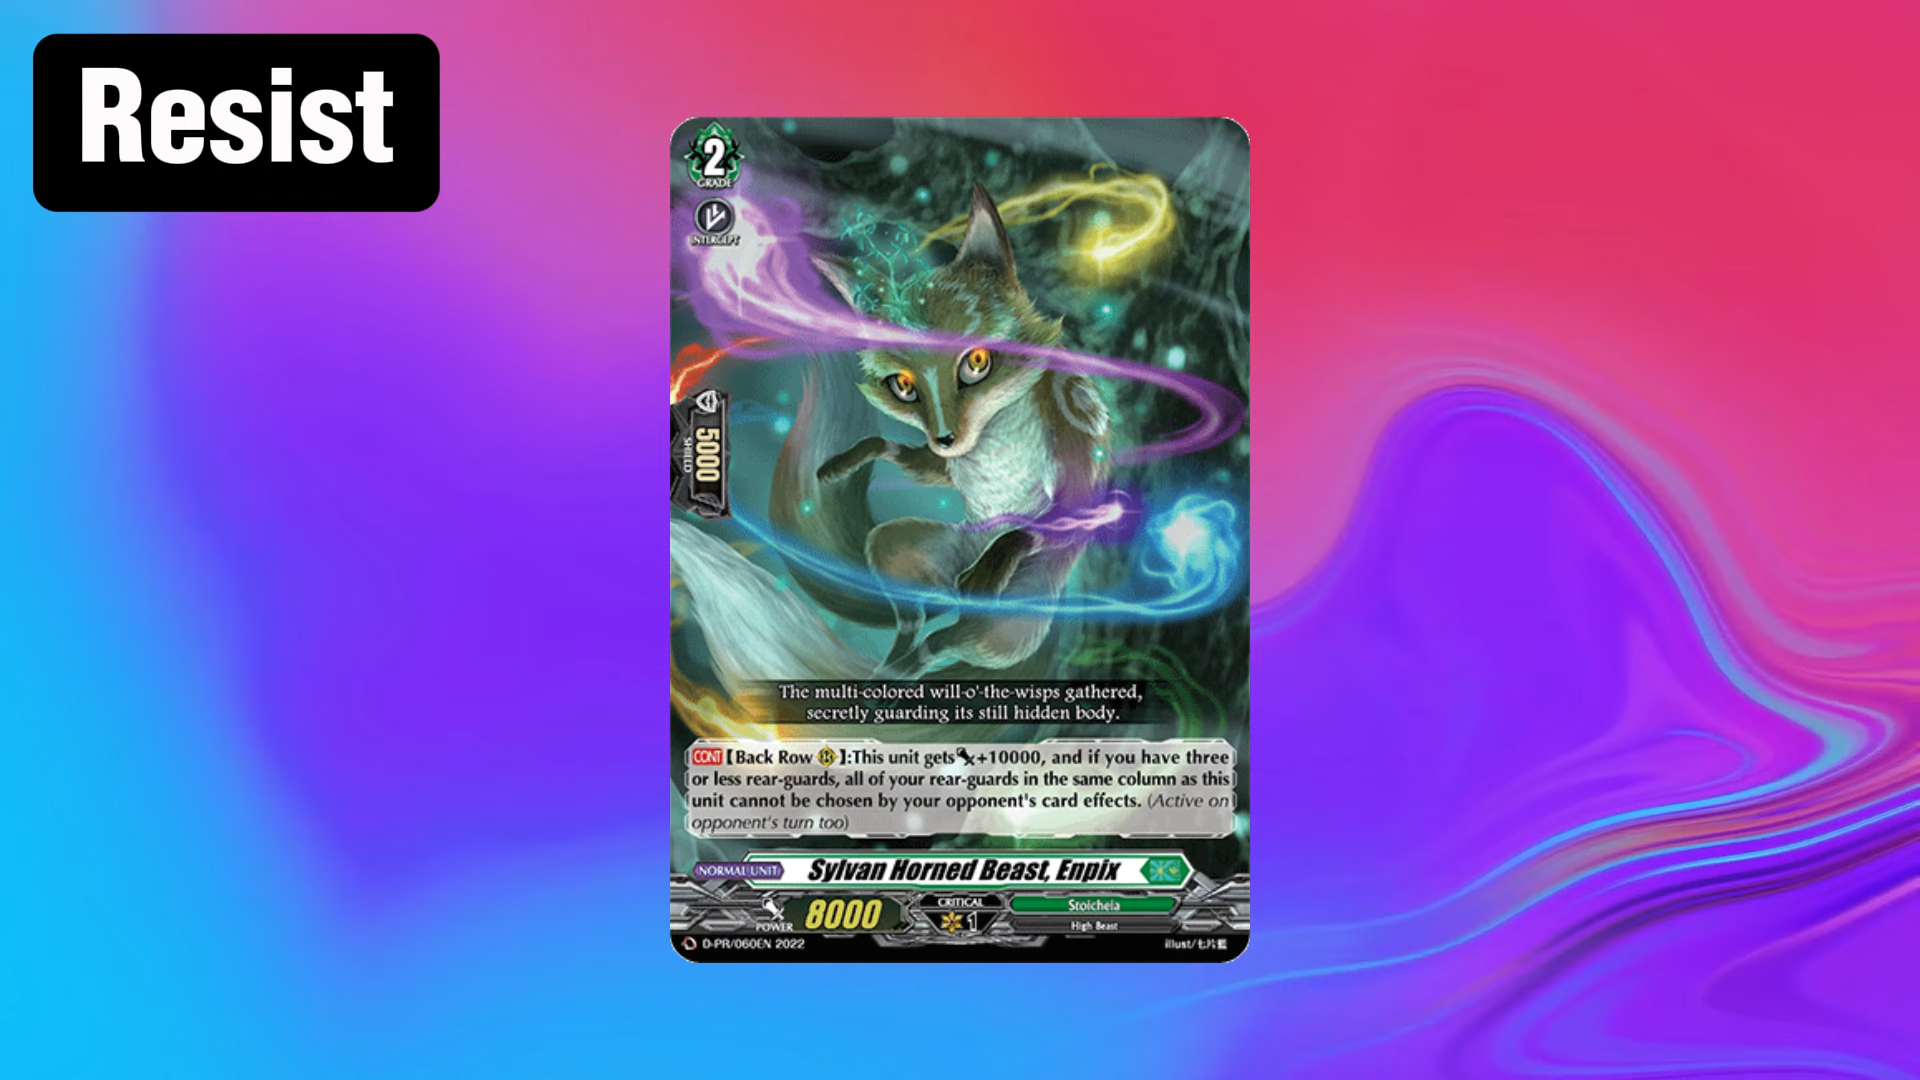 Resist
2
GRADE
INTERCEPT
5000
SHIELD
The multi-colored will-o'-the-wisps gathered,
secretly guarding its still hidden body.
CONT【Back Row R】:This unit gets +10000, and if you have three
or less rear-guards, all of your rear-guards in the same column as this
unit cannot be chosen by your opponent's card effects. (Active on
opponent's turn too)
NORMAL UNIT Sylvan Horned Beast, Enpix
POWER 8000 CRITICAL 1 Stoicheia
High Beast
D-PR/060EN 2022 illust/七片藍